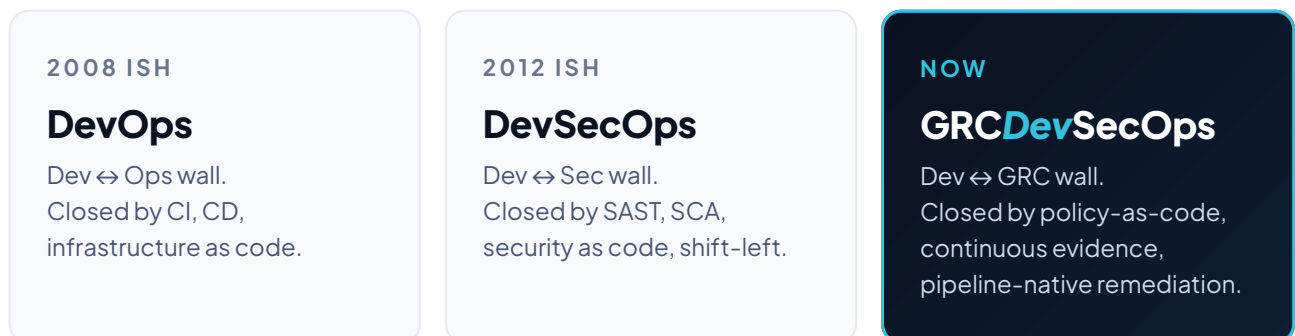 2008 ISH
DevOps
Dev ↔ Ops wall.
Closed by CI, CD,
infrastructure as code.
2012 ISH
DevSecOps
Dev ↔ Sec wall.
Closed by SAST, SCA,
security as code, shift-left.
NOW
GRCDevSecOps
Dev ↔ GRC wall.
Closed by policy-as-code,
continuous evidence,
pipeline-native remediation.